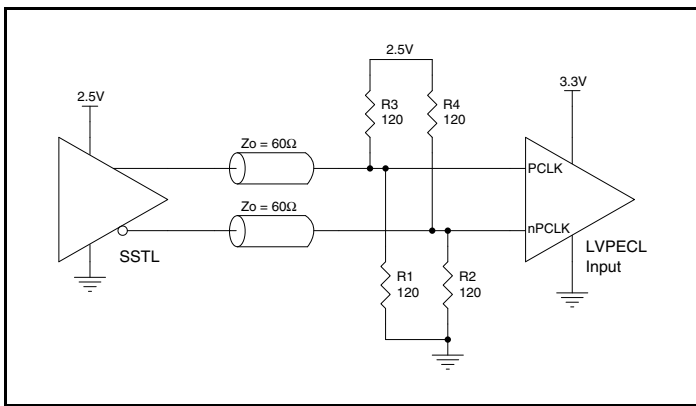 2.5V
2.5V
3.3V
R3
120
R4
120
Zo = 60Ω
PCLK
Zo = 60Ω
nPCLK
SSTL
LVPECL
Input
R1
120
R2
120